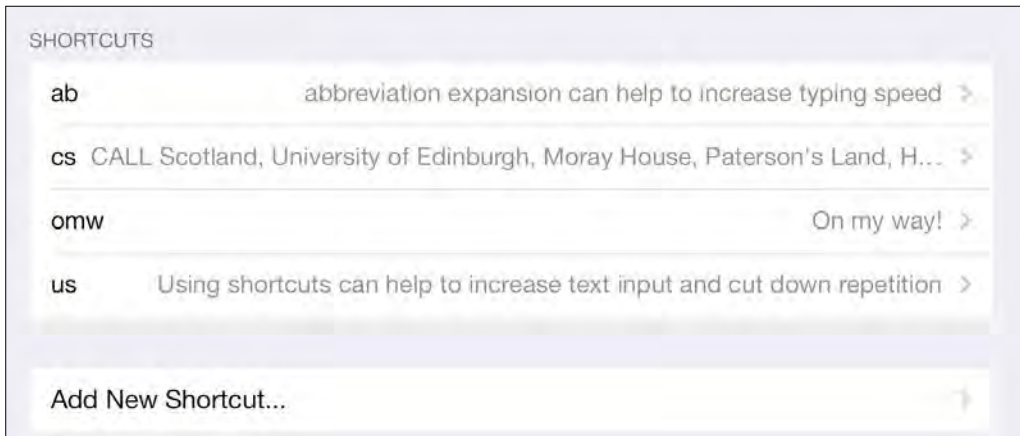 SHORTCUTS
ab abbreviation expansion can help to increase typing speed
cs CALL Scotland, University of Edinburgh, Moray House, Paterson's Land, H...
omw On my way!
us Using shortcuts can help to increase text input and cut down repetition
Add New Shortcut...